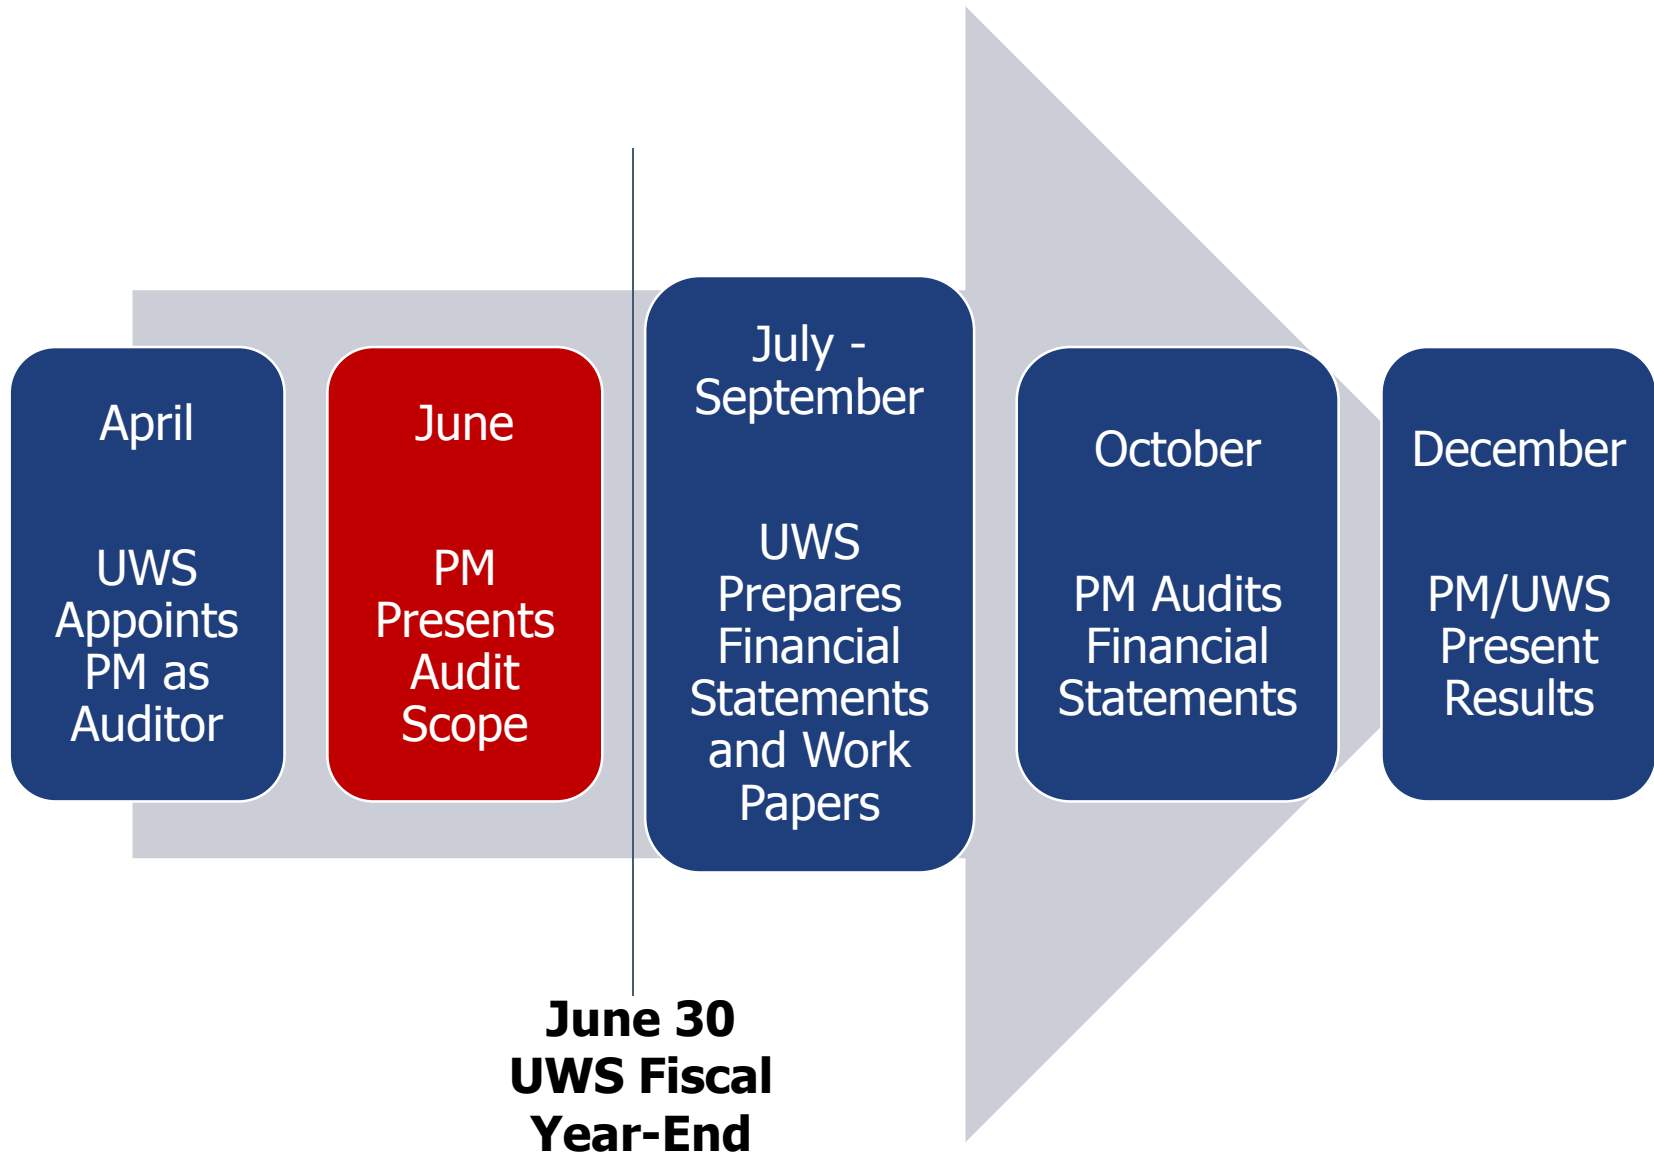 April
UWS
Appoints
PM as
Auditor
June
PM
Presents
Audit
Scope
July -
September
UWS
Prepares
Financial
Statements
and Work
Papers
October
PM Audits
Financial
Statements
December
PM/UWS
Present
Results
June 30
UWS Fiscal
Year-End